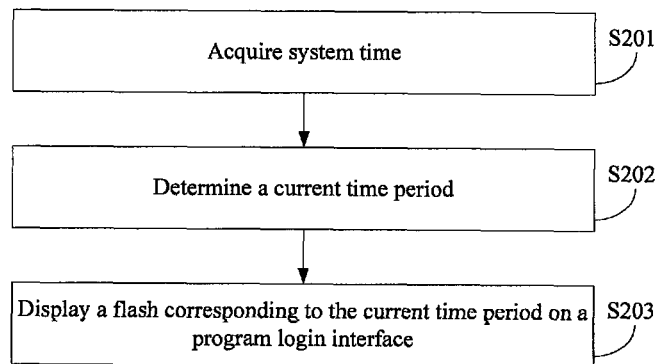 S201
Acquire system time
S202
Determine a current time period
S203
Display a flash corresponding to the current time period on a
program login interface